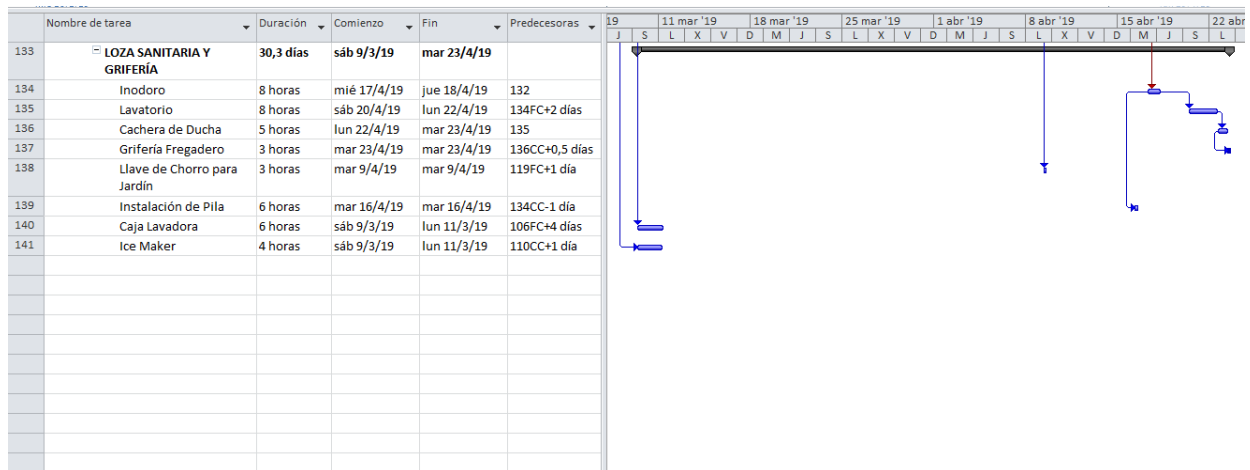 Nombre de tarea Duración Comienzo Fin Predecesoras 19 11 mar '19 18 mar '19 25 mar '19 1 abr '19 8 abr '19 15 abr '19 22 abr
J S L X V D M J S L X V D M J S L X V D M J S L
133 LOZA SANITARIA Y 30,3 días sáb 9/3/19 mar 23/4/19
GRIFERÍA
134 Inodoro 8 horas mié 17/4/19 jue 18/4/19 132
135 Lavatorio 8 horas sáb 20/4/19 lun 22/4/19 134FC+2 días
136 Cachera de Ducha 5 horas lun 22/4/19 mar 23/4/19 135
137 Grifería Fregadero 3 horas mar 23/4/19 mar 23/4/19 136CC+0,5 días
138 Llave de Chorro para 3 horas mar 9/4/19 mar 9/4/19 119FC+1 día
Jardín
139 Instalación de Pila 6 horas mar 16/4/19 mar 16/4/19 134CC-1 día
140 Caja Lavadora 6 horas sáb 9/3/19 lun 11/3/19 106FC+4 días
141 Ice Maker 4 horas sáb 9/3/19 lun 11/3/19 110CC+1 día